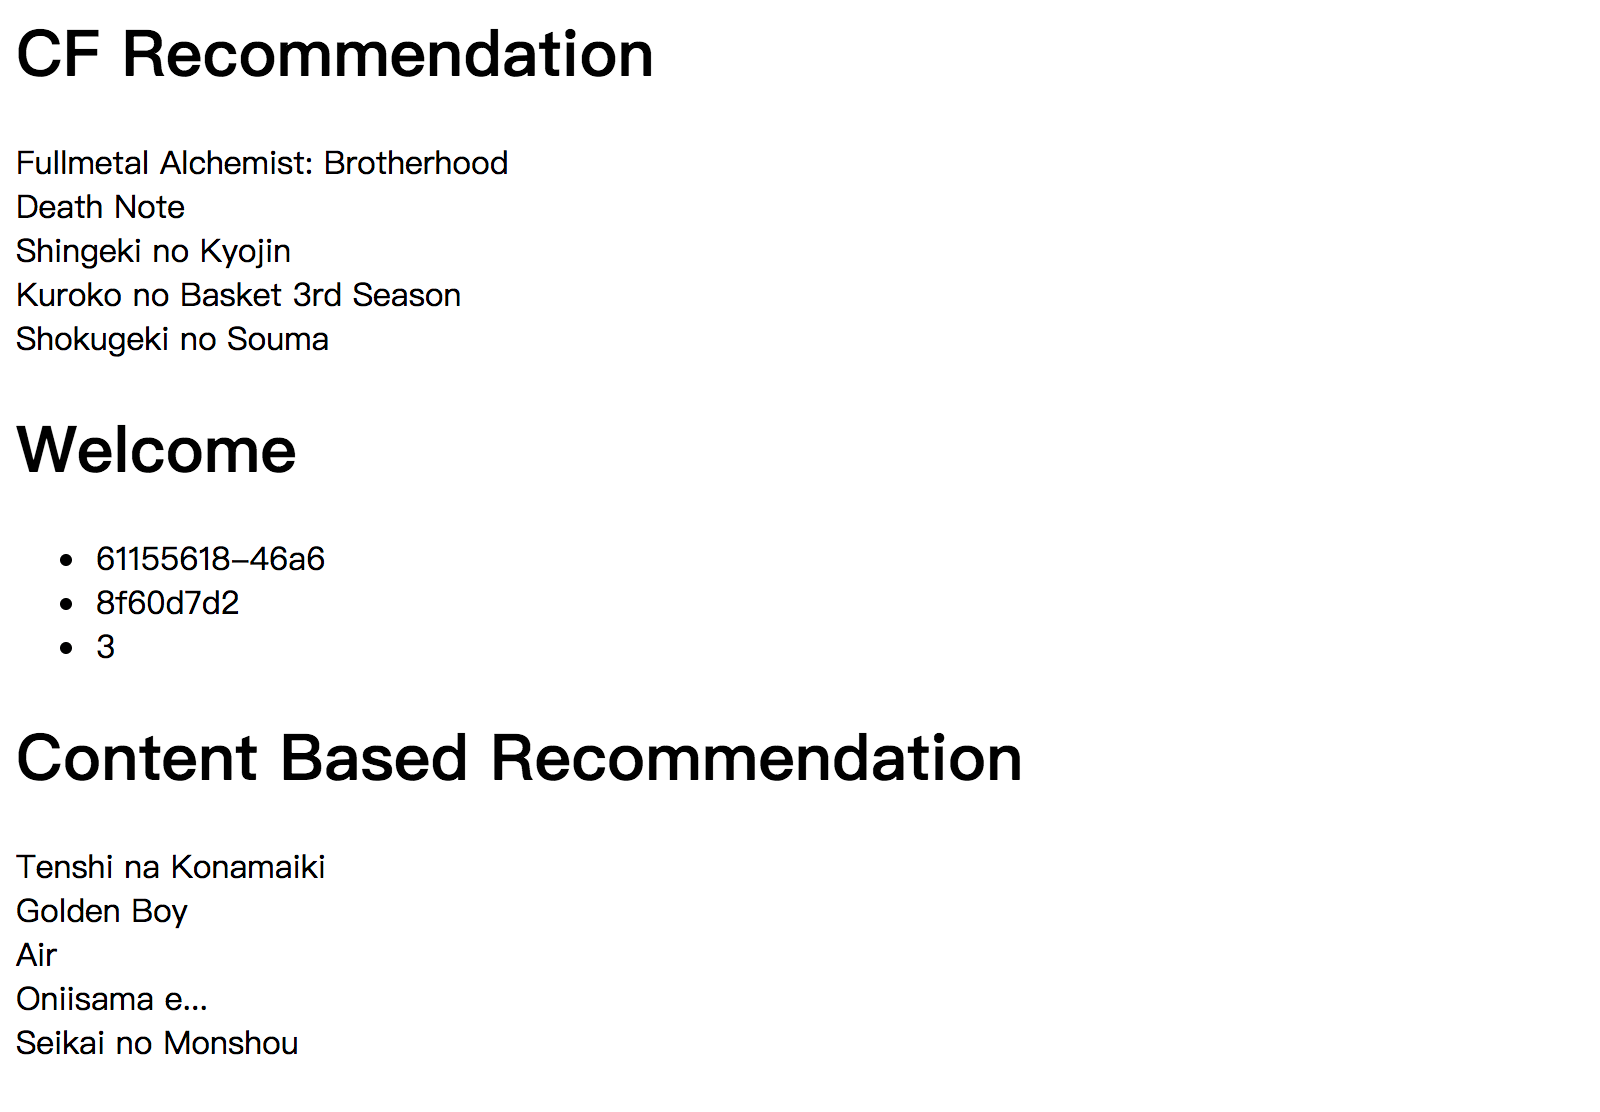 CF Recommendation
Fullmetal Alchemist: Brotherhood
Death Note
Shingeki no Kyojin
Kuroko no Basket 3rd Season
Shokugeki no Souma
Welcome
61155618-46a6
8f60d7d2
3
Content Based Recommendation
Tenshi na Konamaiki
Golden Boy
Air
Oniisama e...
Seikai no Monshou